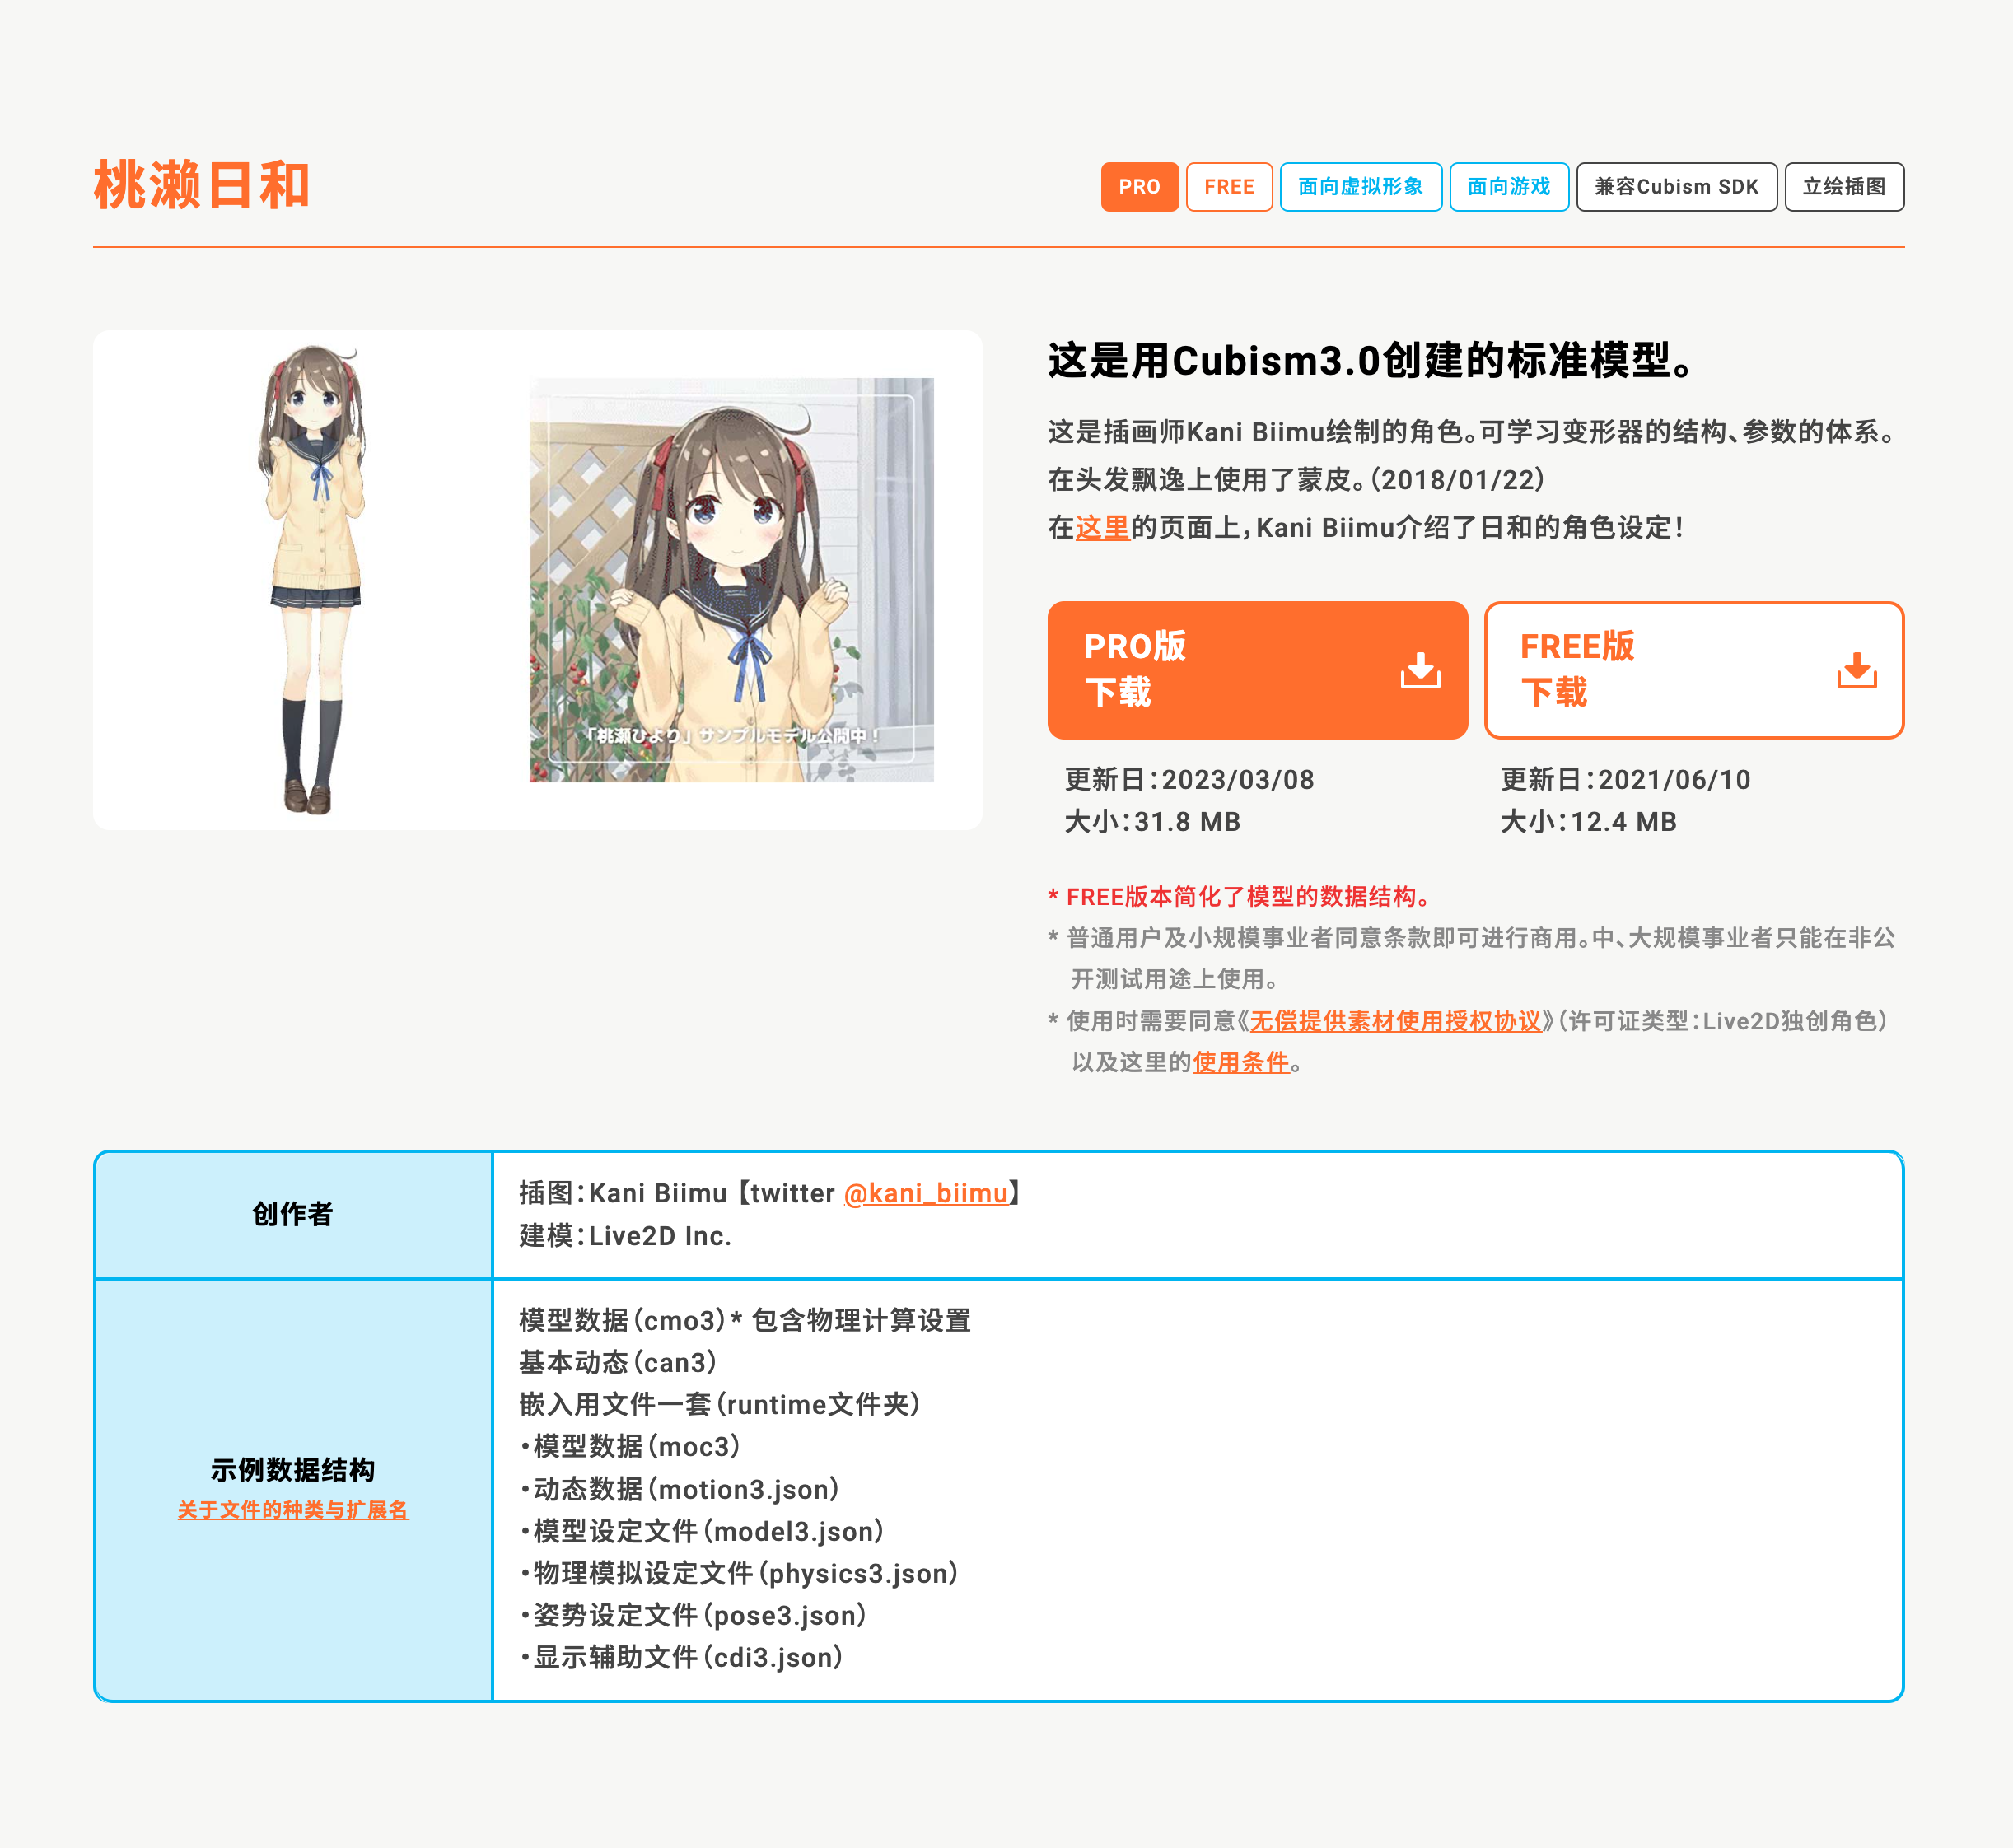 桃濑日和
PRO
FREE
面向虚拟形象
面向游戏
兼容Cubism SDK
立绘插图
「桃瀬ひより」サンプルモデル公開中！
这是用Cubism3.0创建的标准模型。
这是插画师Kani Biimu绘制的角色。可学习变形器的结构、参数的体系。
在头发飘逸上使用了蒙皮。（2018/01/22）
在这里的页面上，Kani Biimu介绍了日和的角色设定！
PRO版
下载
FREE版
下载
更新日：2023/03/08
大小：31.8 MB
更新日：2021/06/10
大小：12.4 MB
* FREE版本简化了模型的数据结构。
* 普通用户及小规模事业者同意条款即可进行商用。中、大规模事业者只能在非公
开测试用途上使用。
* 使用时需要同意《无偿提供素材使用授权协议》（许可证类型：Live2D独创角色）
以及这里的使用条件。
创作者
插图：Kani Biimu【twitter @kani_biimu】
建模：Live2D Inc.
示例数据结构
关于文件的种类与扩展名
模型数据（cmo3）* 包含物理计算设置
基本动态（can3）
嵌入用文件一套（runtime文件夹）
・模型数据（moc3）
・动态数据（motion3.json）
・模型设定文件（model3.json）
・物理模拟设定文件（physics3.json）
・姿势设定文件（pose3.json）
・显示辅助文件（cdi3.json）